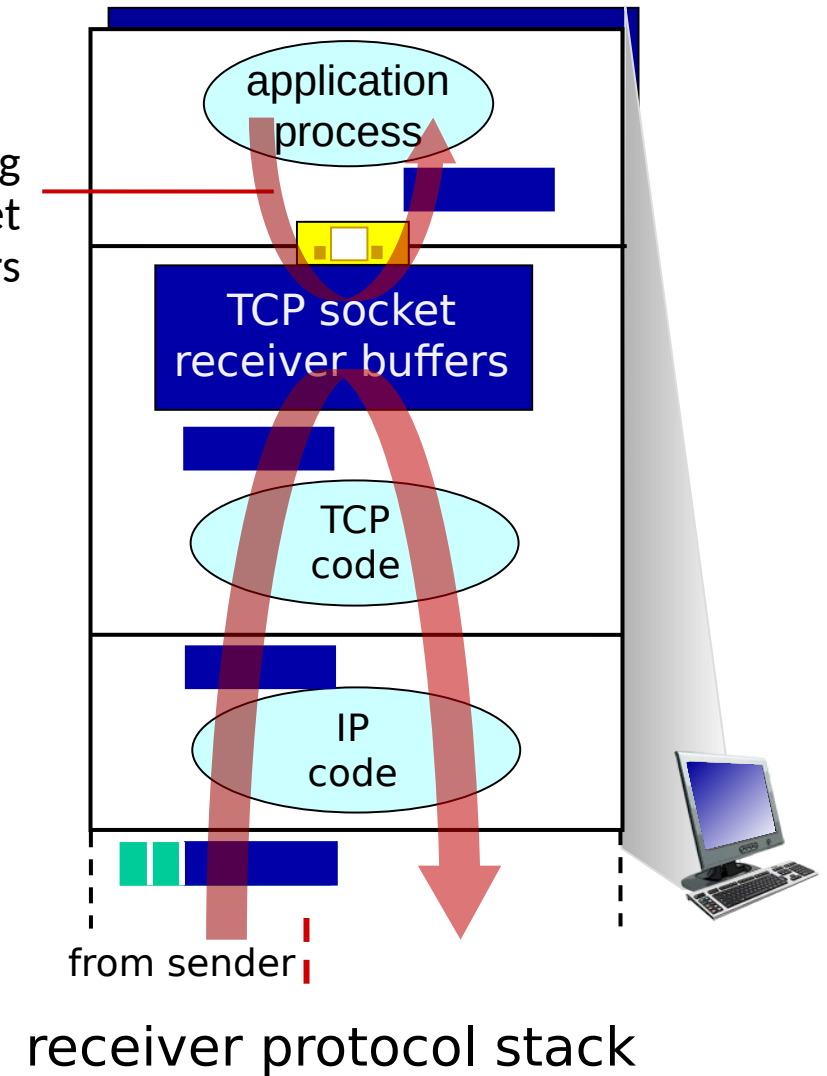 application
process
TCP socket
receiver buffers
TCP
code
IP
code
from sender
receiver protocol stack